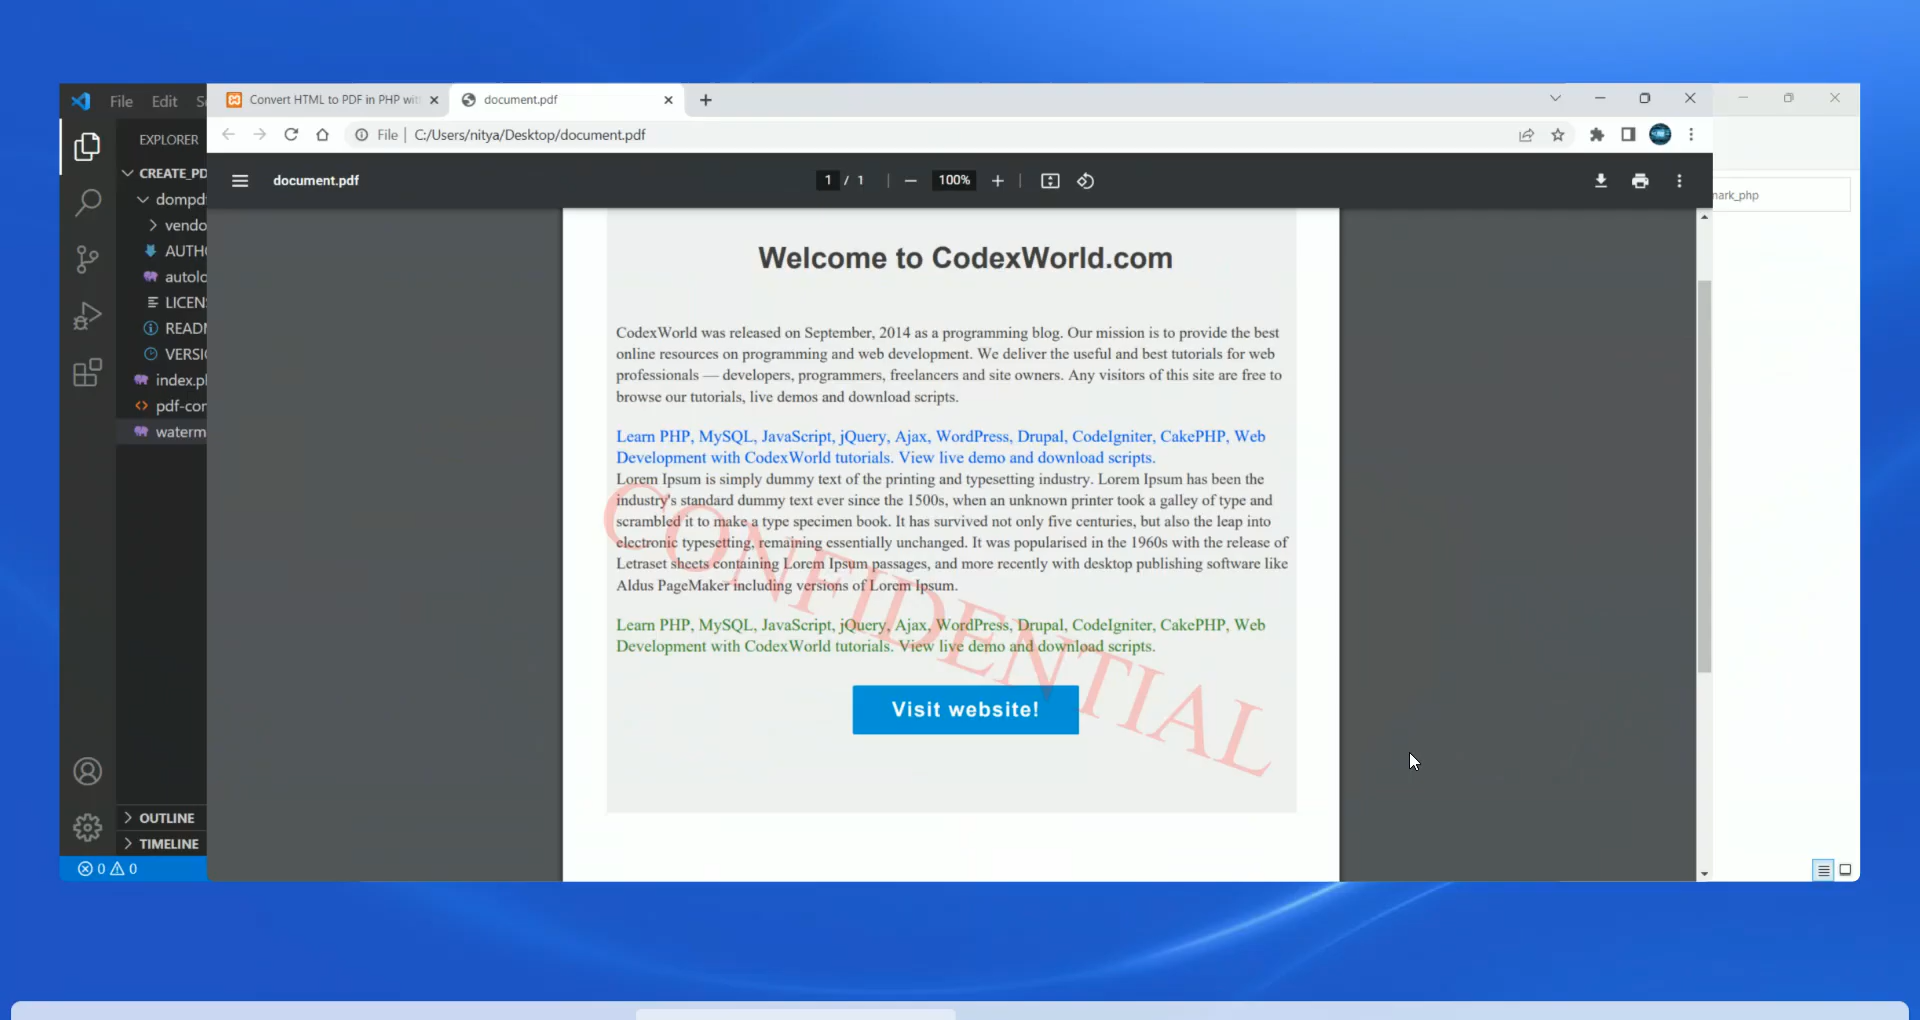 File Edit
Convert HTML to PDF in PHP wit
document.pdf
File C:/Users/nitya/Desktop/document.pdf
EXPLORER
CREATE_PD
dompd
vendo
AUTH
autolo
LICEN
READ
VERSI
index.p
pdf-cor
waterm
OUTLINE
TIMELINE
0 0
document.pdf
1 / 1
100%
mark_php
Welcome to CodexWorld.com
CodexWorld was released on September, 2014 as a programming blog. Our mission is to provide the best
online resources on programming and web development. We deliver the useful and best tutorials for web
professionals — developers, programmers, freelancers and site owners. Any visitors of this site are free to
browse our tutorials, live demos and download scripts.
Learn PHP, MySQL, JavaScript, jQuery, Ajax, WordPress, Drupal, CodeIgniter, CakePHP, Web
Development with CodexWorld tutorials. View live demo and download scripts.
Lorem Ipsum is simply dummy text of the printing and typesetting industry. Lorem Ipsum has been the
industry's standard dummy text ever since the 1500s, when an unknown printer took a galley of type and
scrambled it to make a type specimen book. It has survived not only five centuries, but also the leap into
electronic typesetting, remaining essentially unchanged. It was popularised in the 1960s with the release of
Letraset sheets containing Lorem Ipsum passages, and more recently with desktop publishing software like
Aldus PageMaker including versions of Lorem Ipsum.
Learn PHP, MySQL, JavaScript, jQuery, Ajax, WordPress, Drupal, CodeIgniter, CakePHP, Web
Development with CodexWorld tutorials. View live demo and download scripts.
CONFIDENTIAL
Visit website!